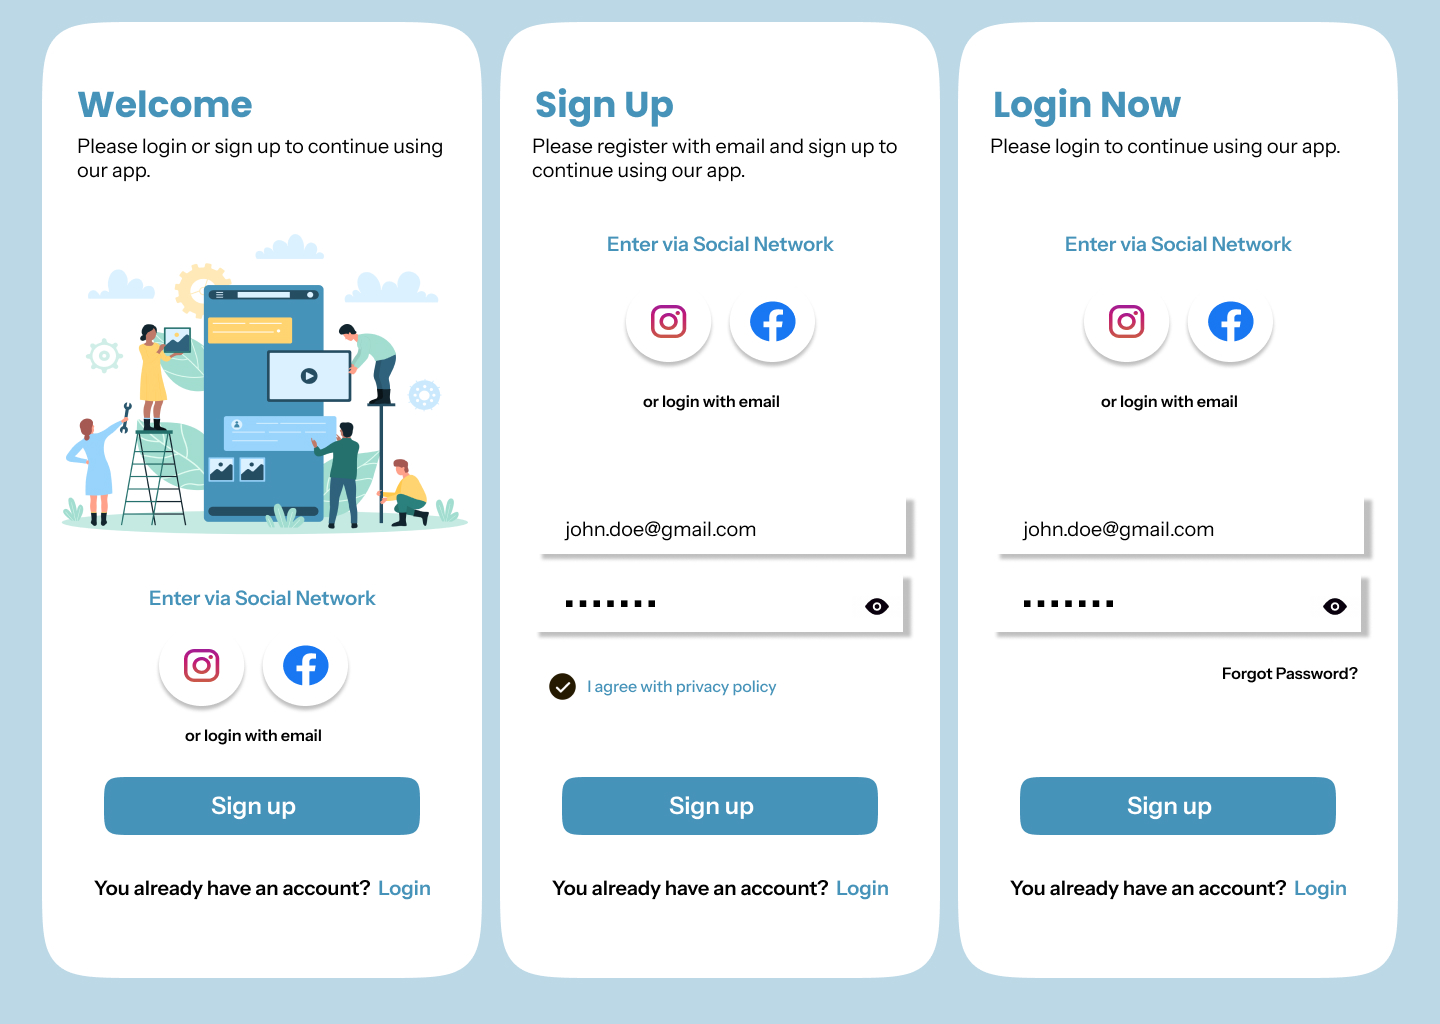 Welcome
Please login or sign up to continue using
our app.
Enter via Social Network
or login with email
Sign up
You already have an account? Login
Sign Up
Please register with email and sign up to
continue using our app.
Enter via Social Network
or login with email
john.doe@gmail.com
I agree with privacy policy
Sign up
You already have an account? Login
Login Now
Please login to continue using our app.
Enter via Social Network
or login with email
john.doe@gmail.com
Forgot Password?
Sign up
You already have an account? Login